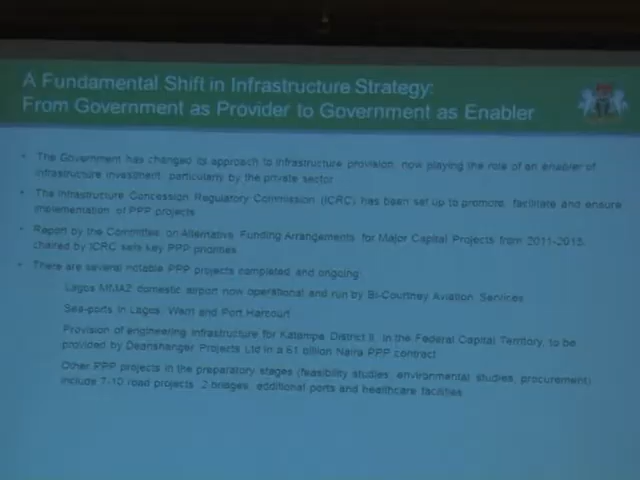 A Fundamental Shift in Infrastructure Strategy:
From Government as Provider to Government as Enabler
• The Government has changed its approach to infrastructure provision, now playing the role of an enabler of
infrastructure investment, particularly by the private sector
• The Infrastructure Concession Regulatory Commission (ICRC) has been set up to promote, facilitate and ensure
implementation of PPP projects
• Report by the Committee on Alternative Funding Arrangements for Major Capital Projects from 2011-2015,
chaired by ICRC sets key PPP priorities
• There are several notable PPP projects completed and ongoing:
Lagos MMA2 domestic airport now operational and run by Bi-Courtney Aviation Services
Sea-ports in Lagos, Warri and Port Harcourt
Provision of engineering infrastructure for Katampe District II, in the Federal Capital Territory, to be
provided by Deanshanger Projects Ltd in a 61 billion Naira PPP contract
Other PPP projects in the preparatory stages (feasibility studies, environmental studies, procurement)
include 7-10 road projects, 2 bridges, additional ports and healthcare facilities